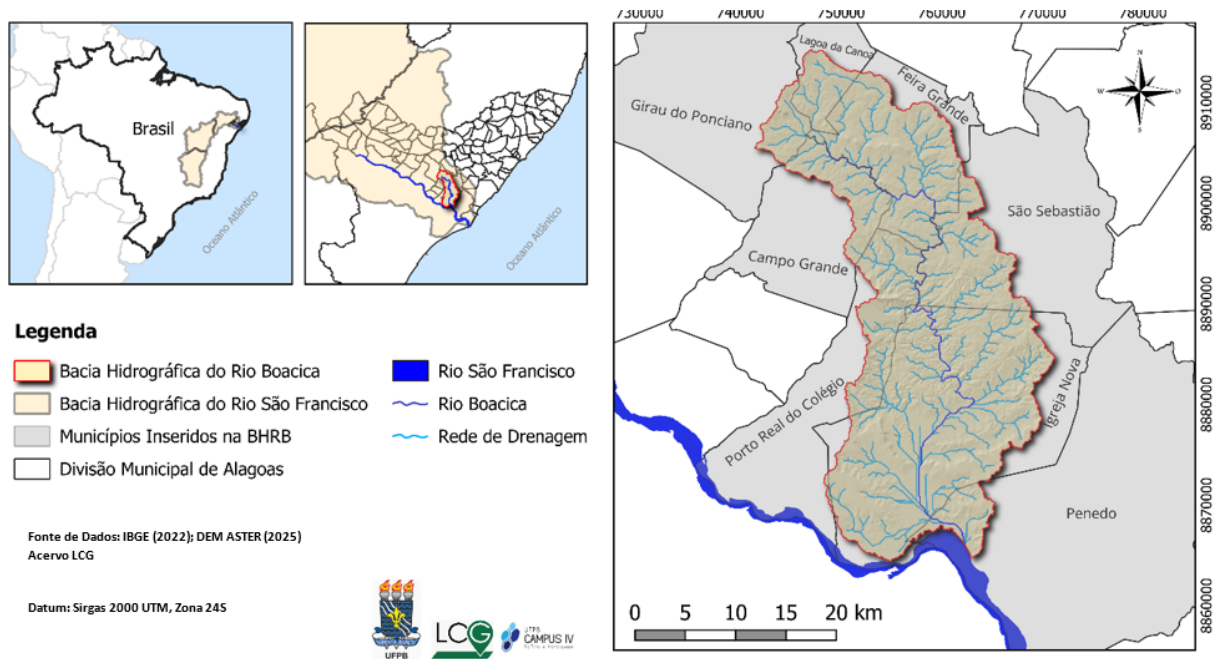 Brasil
Oceano Atlântico
Oceano Atlântico
Legenda
Bacia Hidrográfica do Rio Boacica
Bacia Hidrográfica do Rio São Francisco
Municípios Inseridos na BHRB
Divisão Municipal de Alagoas
Rio São Francisco
Rio Boacica
Rede de Drenagem
Fonte de Dados: IBGE (2022); DEM ASTER (2025)
Acervo LCG
Datum: Sirgas 2000 UTM, Zona 24S
UFPB
LCG
UFPB
CAMPUS IV
730000 740000 750000 760000 770000 780000
Lagoa da Canoa
Feira Grande
Girau do Ponciano
N
W O
S
São Sebastião
Campo Grande
Igreja Nova
Porto Real do Colégio
Penedo
8910000
8900000
8890000
8880000
8870000
8860000
0 5 10 15 20 km